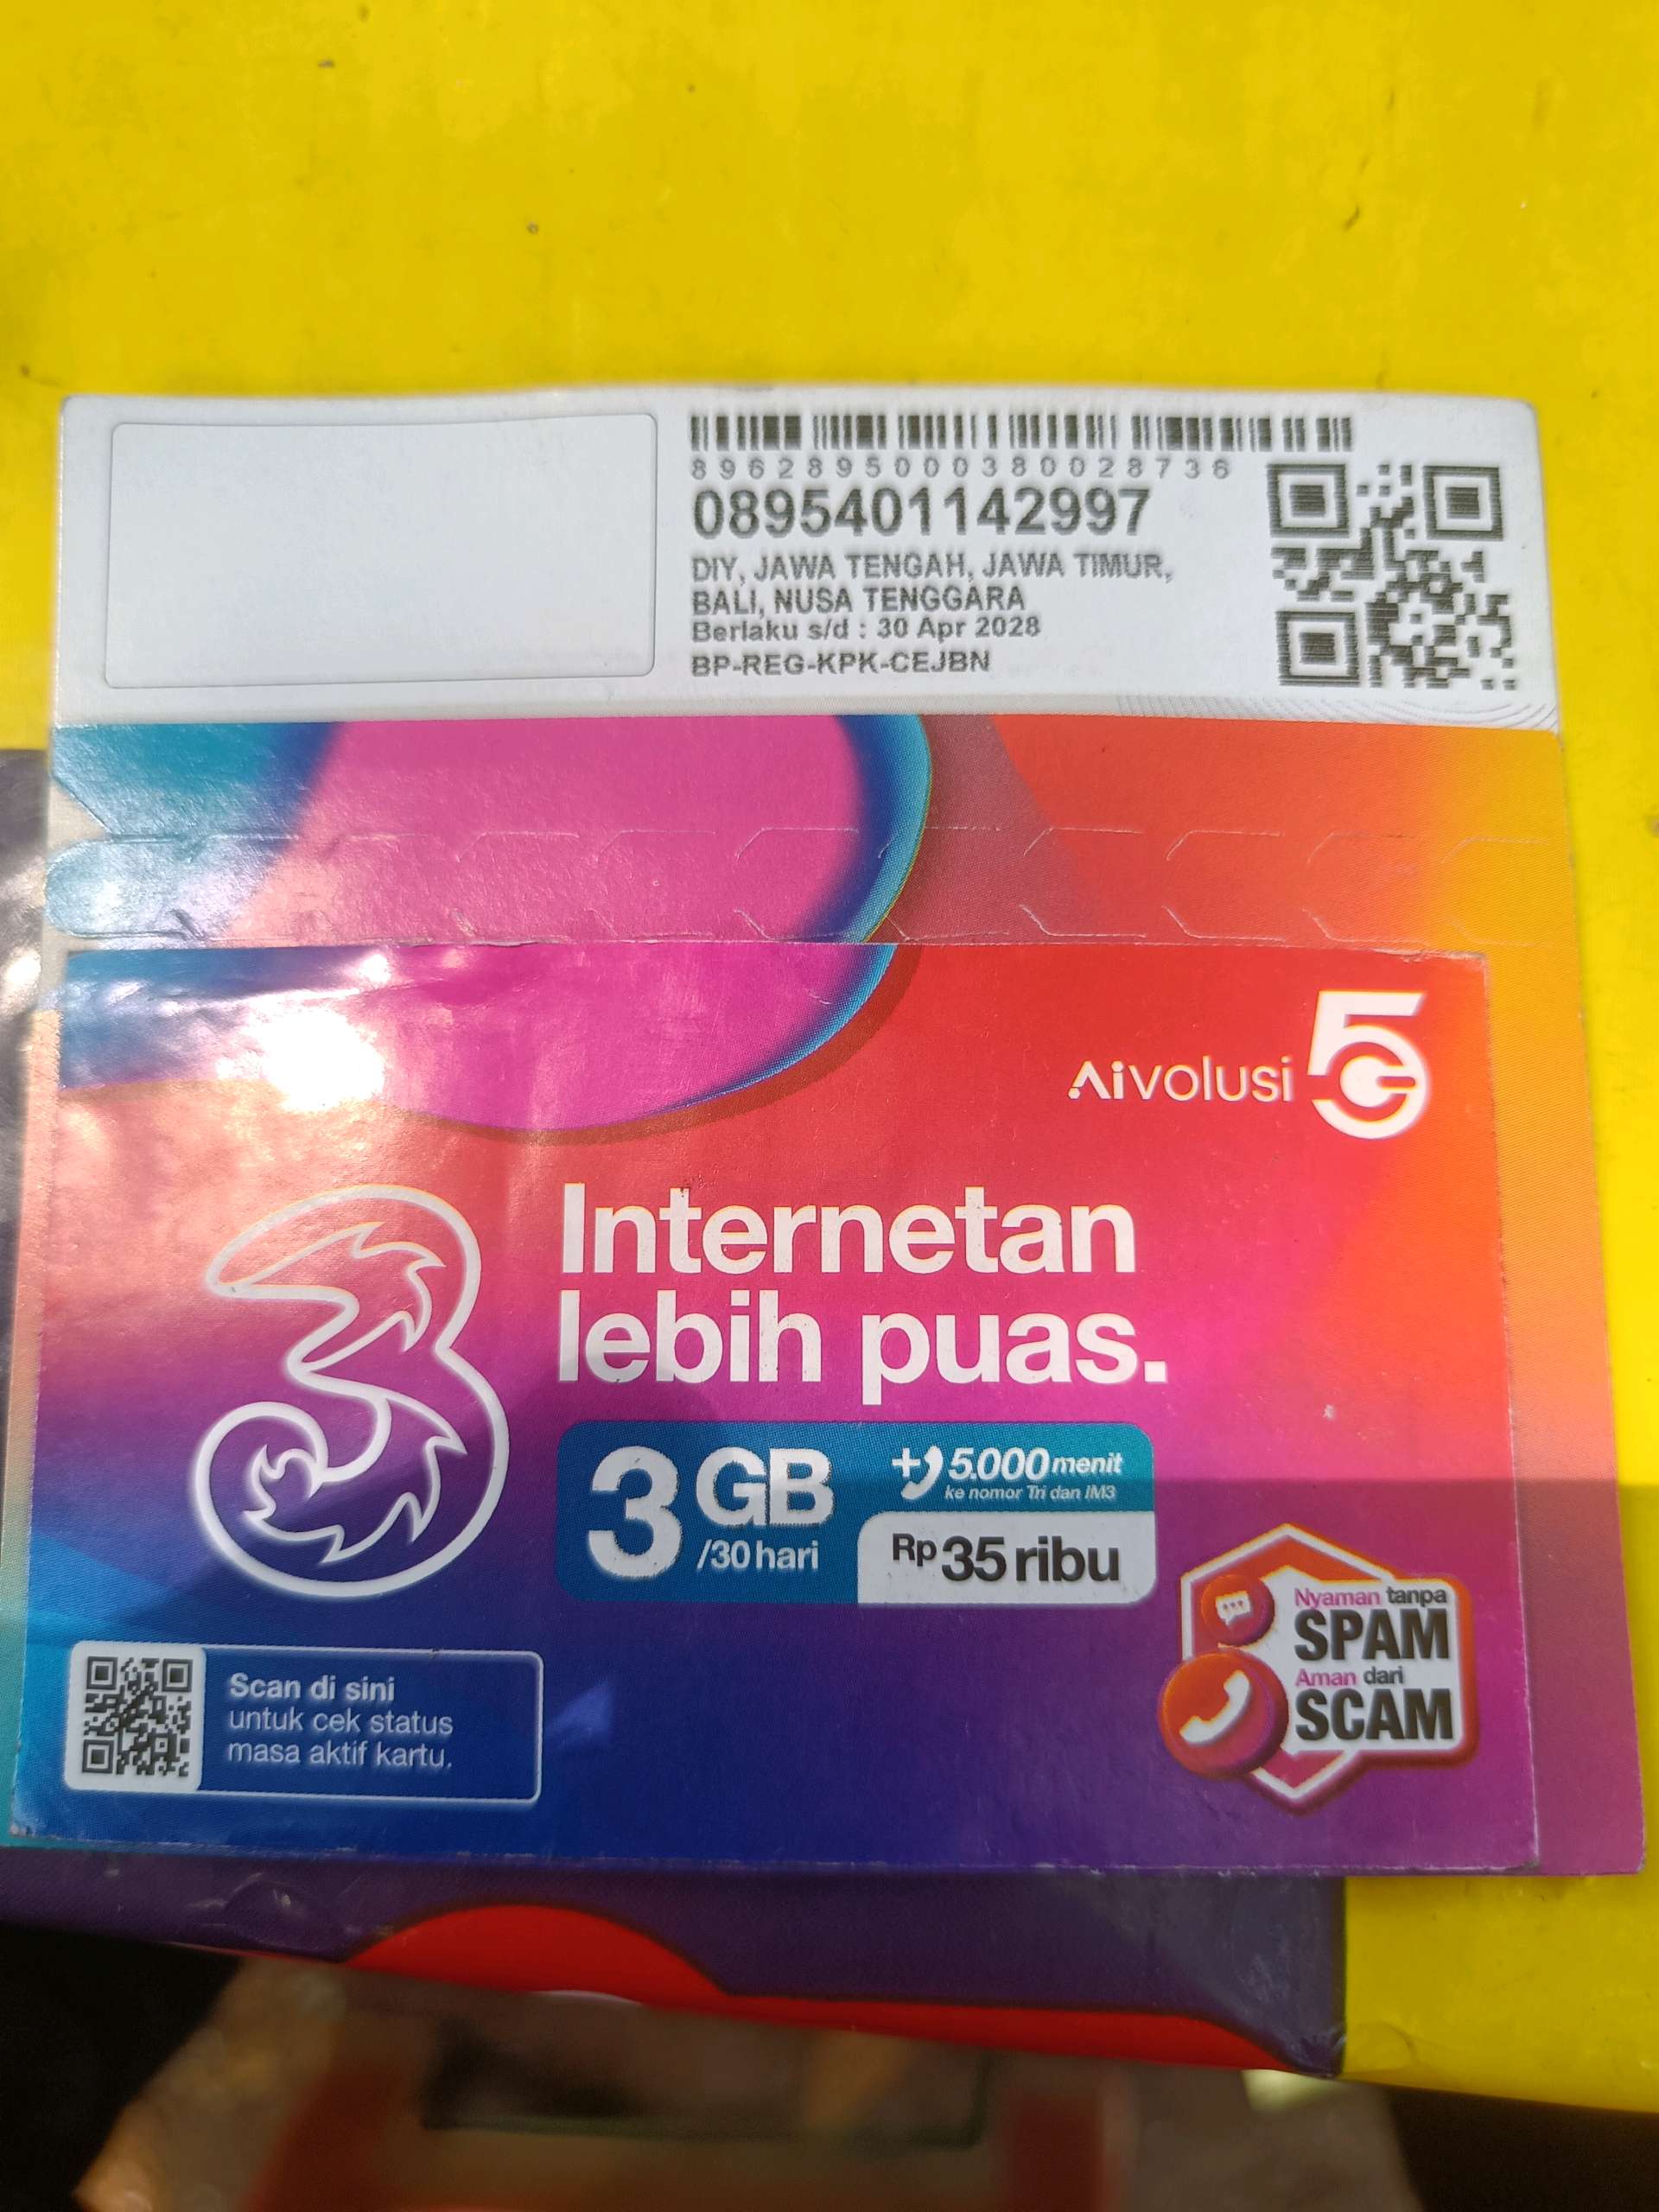 8962895000380028736
0895401142997
DIY, JAWA TENGAH, JAWA TIMUR,
BALI, NUSA TENGGARA
Berlaku s/d : 30 Apr 2028
BP-REG-KPK-CEJBN
Aivolusi 5G
3
Internetan
lebih puas.
3 GB
/30 hari
+ 5.000 menit
ke nomor Tri dan IM3
Rp 35 ribu
Nyaman tanpa
SPAM
Aman dari
SCAM
Scan di sini
untuk cek status
masa aktif kartu.